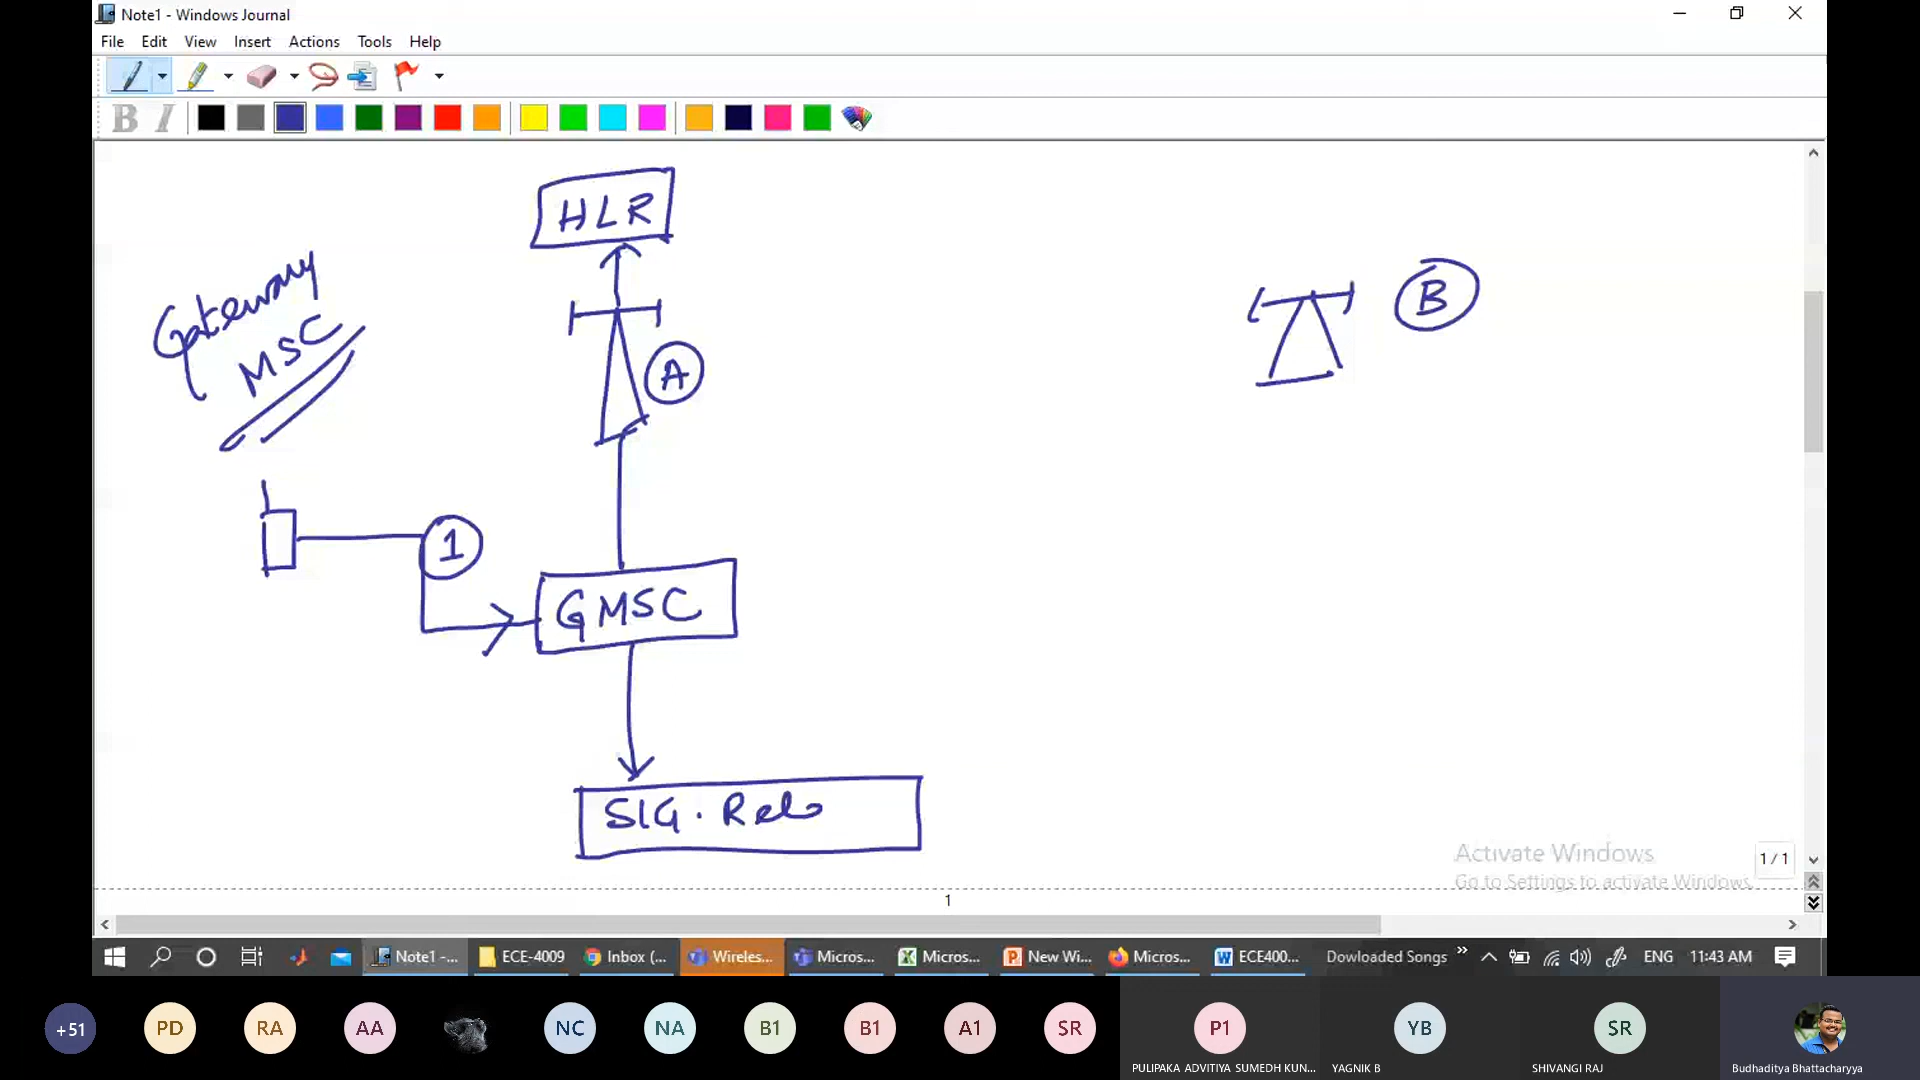 Note1 - Windows Journal
File Edit View Insert Actions Tools Help
B I
HLR
Gateway
MSC
A
B
1
GMSC
SIG. Relo
Activate Windows
Go to Settings to activate Windows.
1 / 1
1
Note1 -... ECE-4009 Inbox (... Wireles... Micros... Micros... New Wi... Micros... ECE400... Dowloaded Songs ENG 11:43 AM
+51 PD RA AA NC NA B1 B1 A1 SR P1 YB SR
PULIPAKA ADVITIYA SUMEDH KUN... YAGNIK B SHIVANGI RAJ Budhaditya Bhattacharyya